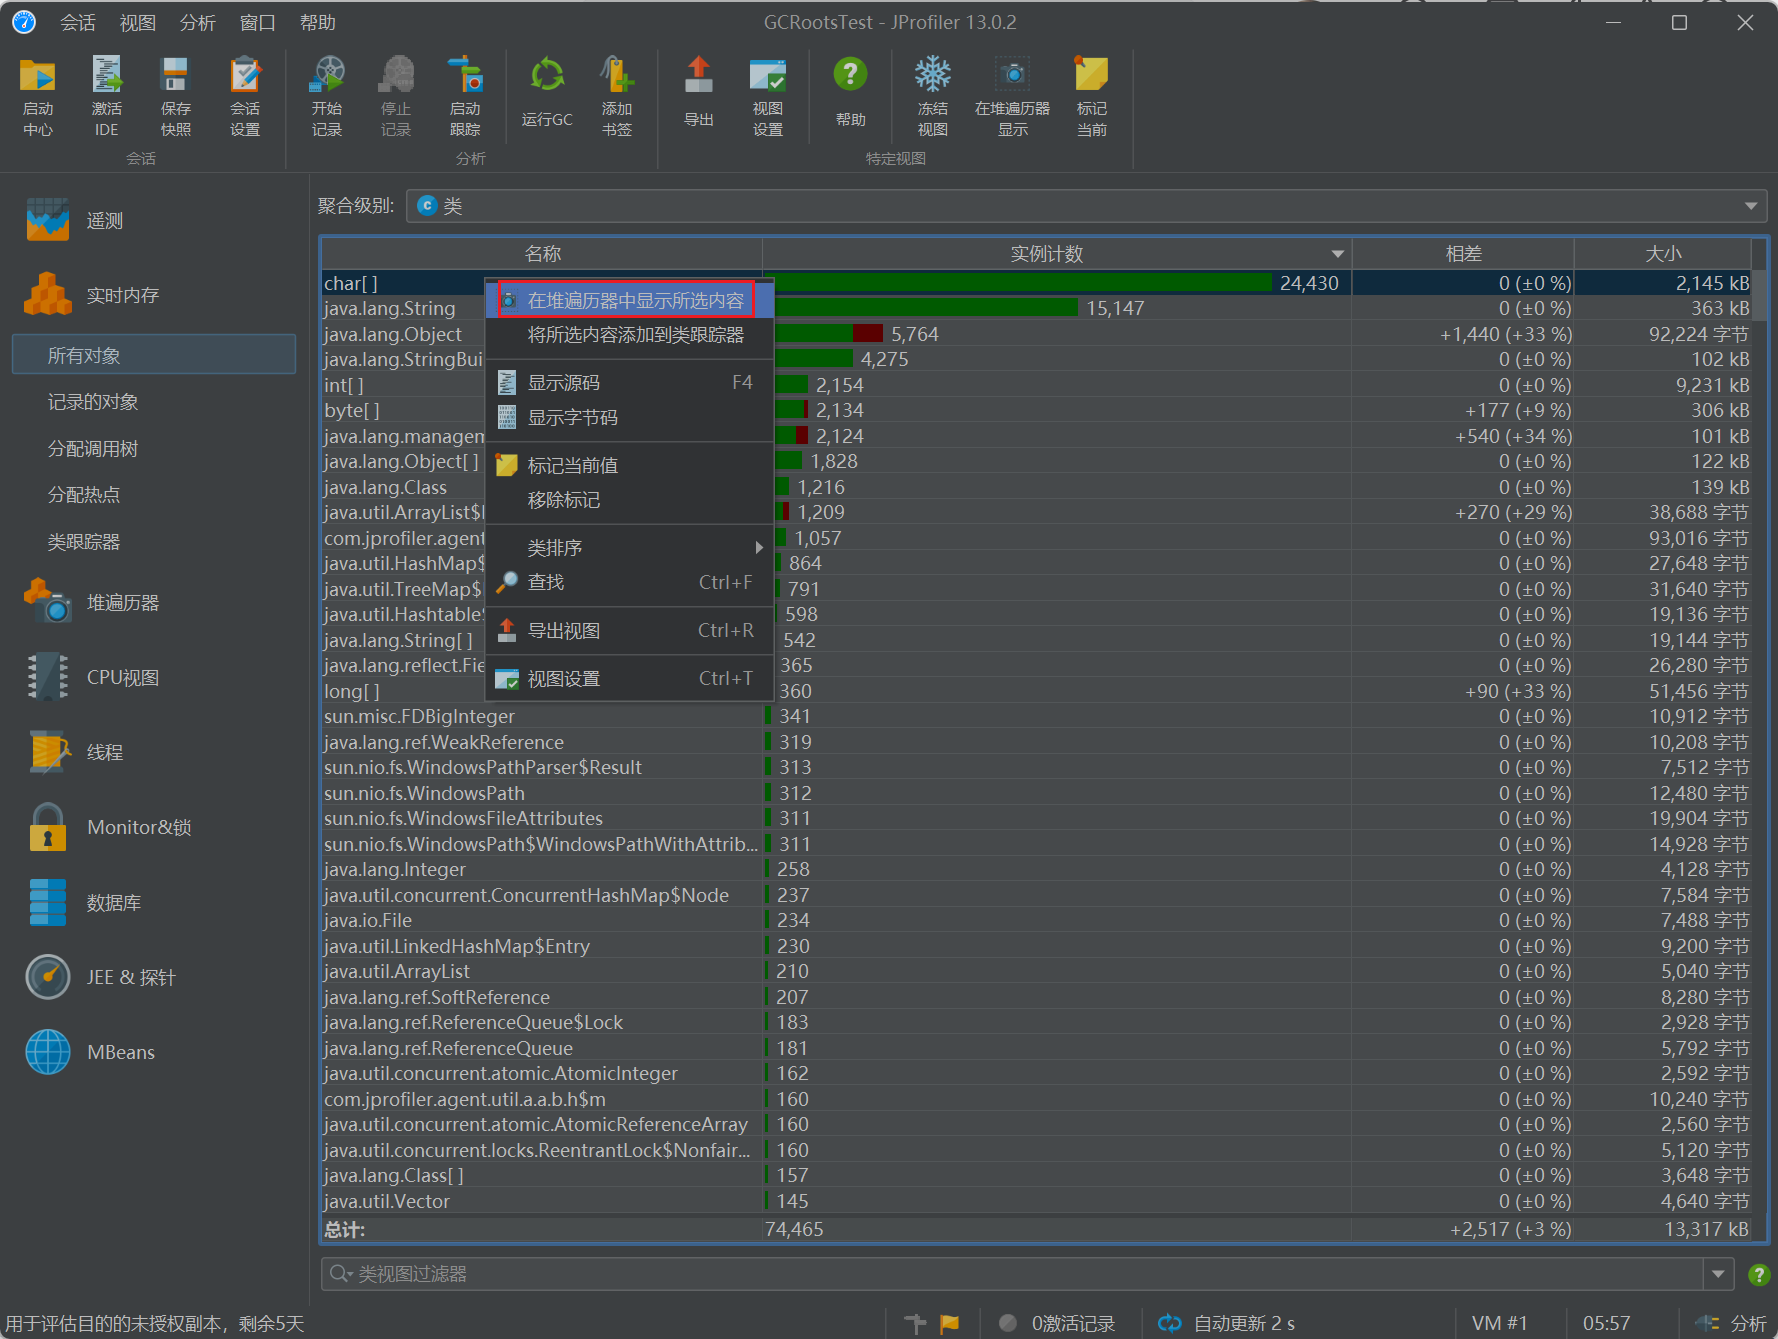 会话 视图 分析 窗口 帮助 GCRootsTest - JProfiler 13.0.2
启动中心 激活IDE 保存快照 会话设置 开始记录 停止记录 启动跟踪 运行GC 添加书签 导出 视图设置 帮助 冻结视图 在堆遍历器显示 标记当前
会话 分析 特定视图
遥测
实时内存
所有对象
记录的对象
分配调用树
分配热点
类跟踪器
堆遍历器
CPU视图
线程
Monitor&锁
数据库
JEE & 探针
MBeans
聚合级别: C 类
名称 实例计数 相差 大小
char[ ] 24,430 0 (±0 %) 2,145 kB
java.lang.String 15,147 0 (±0 %) 363 kB
java.lang.Object 5,764 +1,440 (+33 %) 92,224 字节
java.lang.StringBui 4,275 0 (±0 %) 102 kB
int[ ] 2,154 0 (±0 %) 9,231 kB
byte[ ] 2,134 +177 (+9 %) 306 kB
java.lang.managem 2,124 +540 (+34 %) 101 kB
java.lang.Object[ ] 1,828 0 (±0 %) 122 kB
java.lang.Class 1,216 0 (±0 %) 139 kB
java.util.ArrayList$ 1,209 +270 (+29 %) 38,688 字节
com.jprofiler.agent 1,057 0 (±0 %) 93,016 字节
java.util.HashMap$ 864 0 (±0 %) 27,648 字节
java.util.TreeMap$ 791 0 (±0 %) 31,640 字节
java.util.Hashtable 598 0 (±0 %) 19,136 字节
java.lang.String[ ] 542 0 (±0 %) 19,144 字节
java.lang.reflect.Fie 365 0 (±0 %) 26,280 字节
long[ ] 360 +90 (+33 %) 51,456 字节
sun.misc.FDBigInteger 341 0 (±0 %) 10,912 字节
java.lang.ref.WeakReference 319 0 (±0 %) 10,208 字节
sun.nio.fs.WindowsPathParser$Result 313 0 (±0 %) 7,512 字节
sun.nio.fs.WindowsPath 312 0 (±0 %) 12,480 字节
sun.nio.fs.WindowsFileAttributes 311 0 (±0 %) 19,904 字节
sun.nio.fs.WindowsPath$WindowsPathWithAttrib... 311 0 (±0 %) 14,928 字节
java.lang.Integer 258 0 (±0 %) 4,128 字节
java.util.concurrent.ConcurrentHashMap$Node 237 0 (±0 %) 7,584 字节
java.io.File 234 0 (±0 %) 7,488 字节
java.util.LinkedHashMap$Entry 230 0 (±0 %) 9,200 字节
java.util.ArrayList 210 0 (±0 %) 5,040 字节
java.lang.ref.SoftReference 207 0 (±0 %) 8,280 字节
java.lang.ref.ReferenceQueue$Lock 183 0 (±0 %) 2,928 字节
java.lang.ref.ReferenceQueue 181 0 (±0 %) 5,792 字节
java.util.concurrent.atomic.AtomicInteger 162 0 (±0 %) 2,592 字节
com.jprofiler.agent.util.a.a.b.h$m 160 0 (±0 %) 10,240 字节
java.util.concurrent.atomic.AtomicReferenceArray 160 0 (±0 %) 2,560 字节
java.util.concurrent.locks.ReentrantLock$Nonfair... 160 0 (±0 %) 5,120 字节
java.lang.Class[ ] 157 0 (±0 %) 3,648 字节
java.util.Vector 145 0 (±0 %) 4,640 字节
总计: 74,465 +2,517 (+3 %) 13,317 kB
在堆遍历器中显示所选内容
将所选内容添加到类跟踪器
显示源码 F4
显示字节码
标记当前值
移除标记
类排序
查找 Ctrl+F
导出视图 Ctrl+R
视图设置 Ctrl+T
类视图过滤器
用于评估目的的未授权副本，剩余5天 0激活记录 自动更新 2 s VM #1 05:57 分析